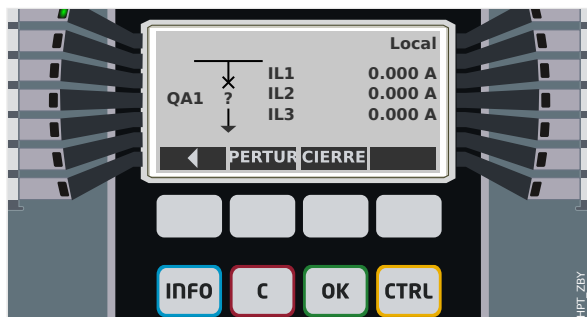 Local
IL1 0.000 A
QA1 ? IL2 0.000 A
IL3 0.000 A
PERTUR CIERRE
INFO C OK CTRL
HPT_ZBY